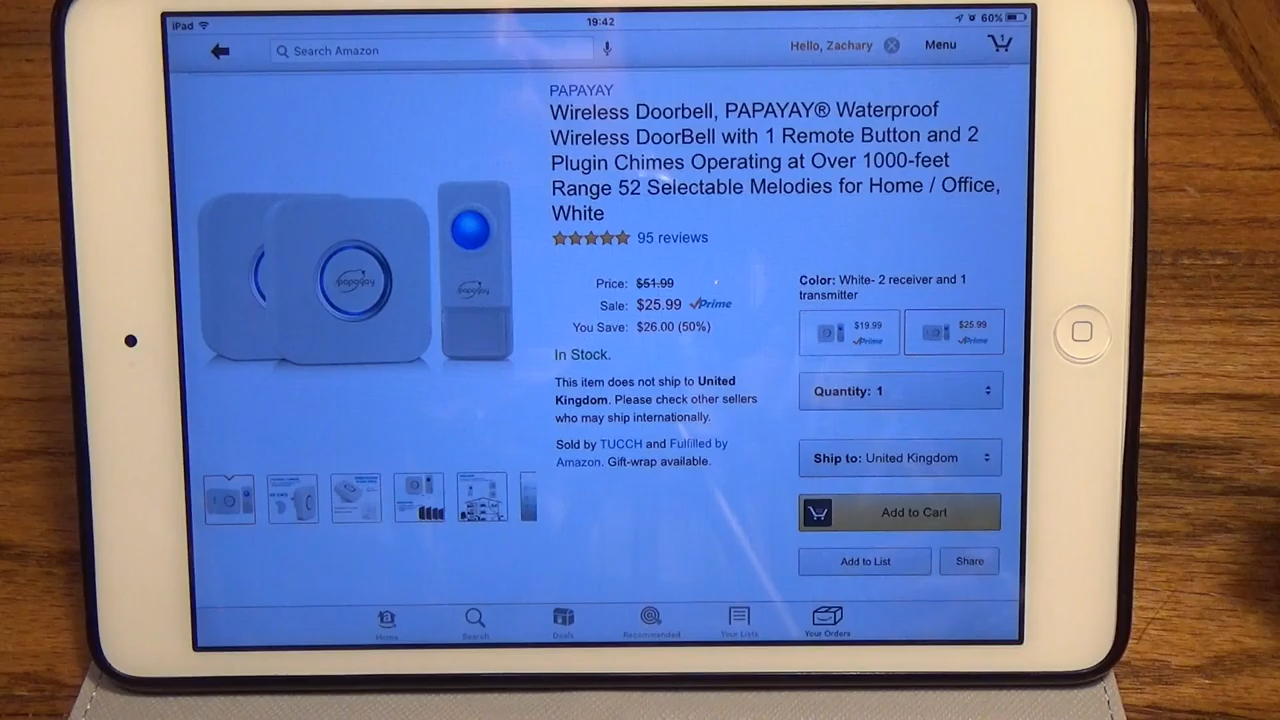 iPad
19:42
60%
Search Amazon
Hello, Zachary
Menu
1
PAPAYAY
Wireless Doorbell, PAPAYAY® Waterproof
Wireless DoorBell with 1 Remote Button and 2
Plugin Chimes Operating at Over 1000-feet
Range 52 Selectable Melodies for Home / Office,
White
95 reviews
papayay
papayay
Price: $51.99
Sale: $25.99 Prime
You Save: $26.00 (50%)
In Stock.
This item does not ship to United
Kingdom. Please check other sellers
who may ship internationally.
Sold by TUCCH and Fulfilled by
Amazon. Gift-wrap available.
Color: White- 2 receiver and 1
transmitter
$19.99
Prime
$25.99
Prime
Quantity: 1
Ship to: United Kingdom
Add to Cart
Add to List
Share
Home
Search
Deals
Recommended
Your Lists
Your Orders